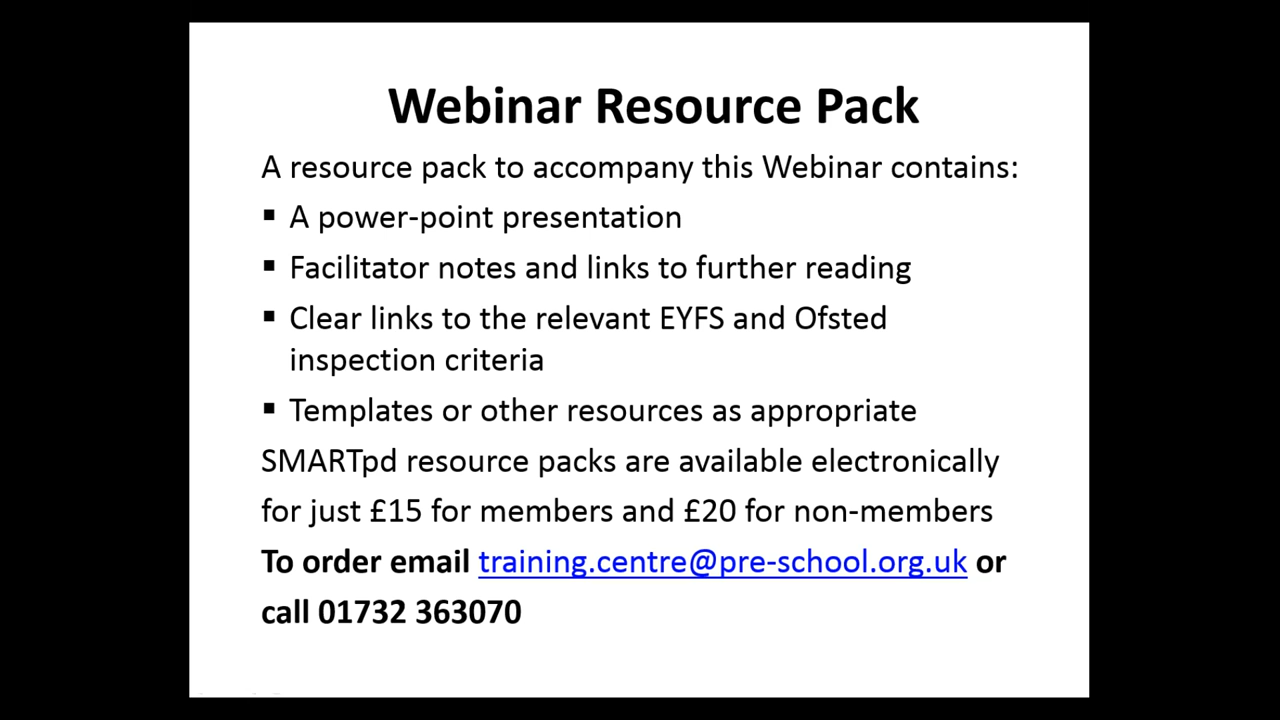 Webinar Resource Pack
A resource pack to accompany this Webinar contains:
▪ A power-point presentation
▪ Facilitator notes and links to further reading
▪ Clear links to the relevant EYFS and Ofsted
inspection criteria
▪ Templates or other resources as appropriate
SMARTpd resource packs are available electronically
for just £15 for members and £20 for non-members
To order email training.centre@pre-school.org.uk or
call 01732 363070